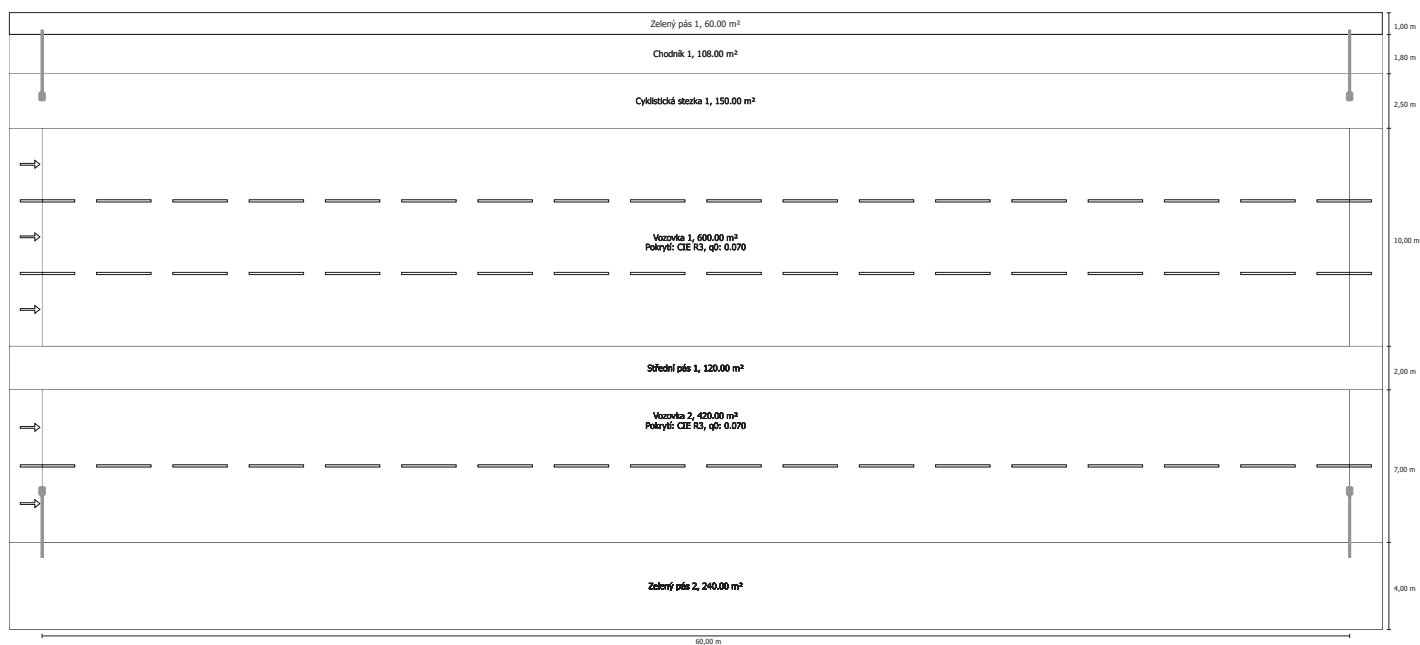 Zelený pás 1, 60.00 m²
1,00 m
Chodník 1, 108.00 m²
1,80 m
Cyklistická stezka 1, 150.00 m²
2,50 m
Vozovka 1, 600.00 m²
Pokrytí: CIE R3, q0: 0.070
10,00 m
Střední pás 1, 120.00 m²
2,00 m
Vozovka 2, 420.00 m²
Pokrytí: CIE R3, q0: 0.070
7,00 m
Zelený pás 2, 240.00 m²
4,00 m
60,00 m